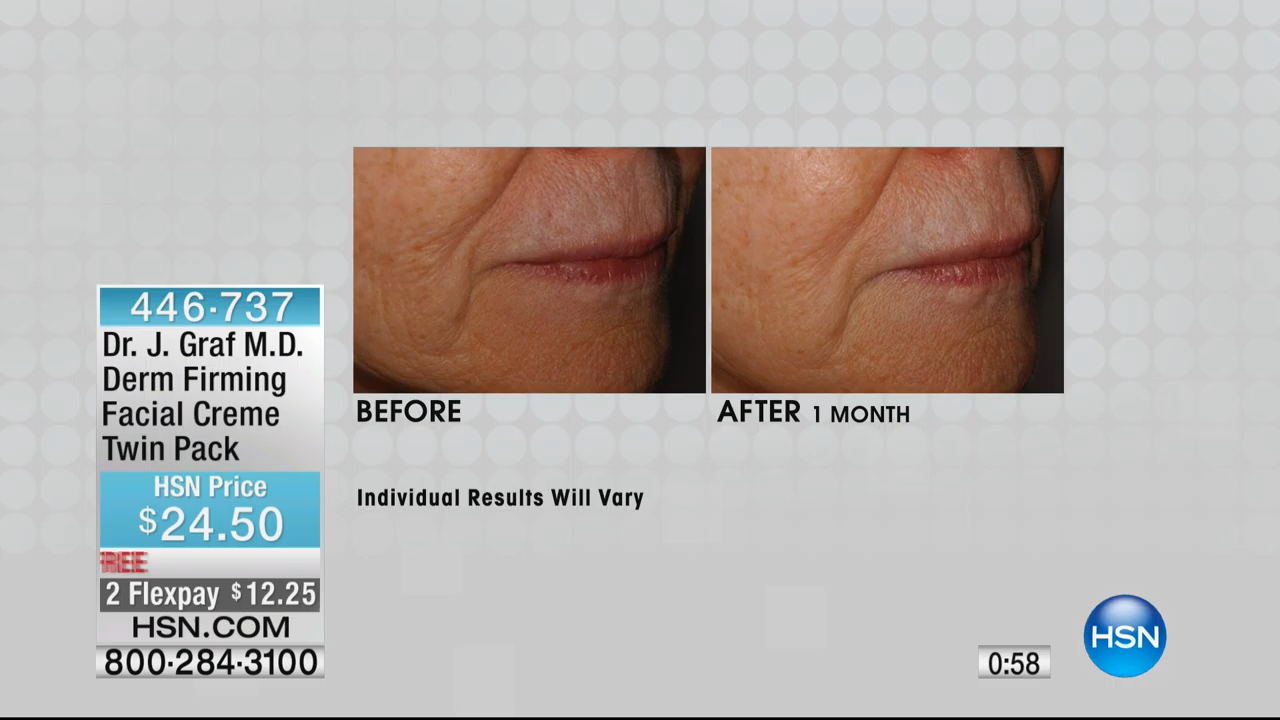 446-737
Dr. J. Graf M.D.
Derm Firming
Facial Creme
Twin Pack
HSN Price
$24.50
2 Flexpay $12.25
HSN.COM
800-284-3100
BEFORE
AFTER 1 MONTH
Individual Results Will Vary
0:58
HSN